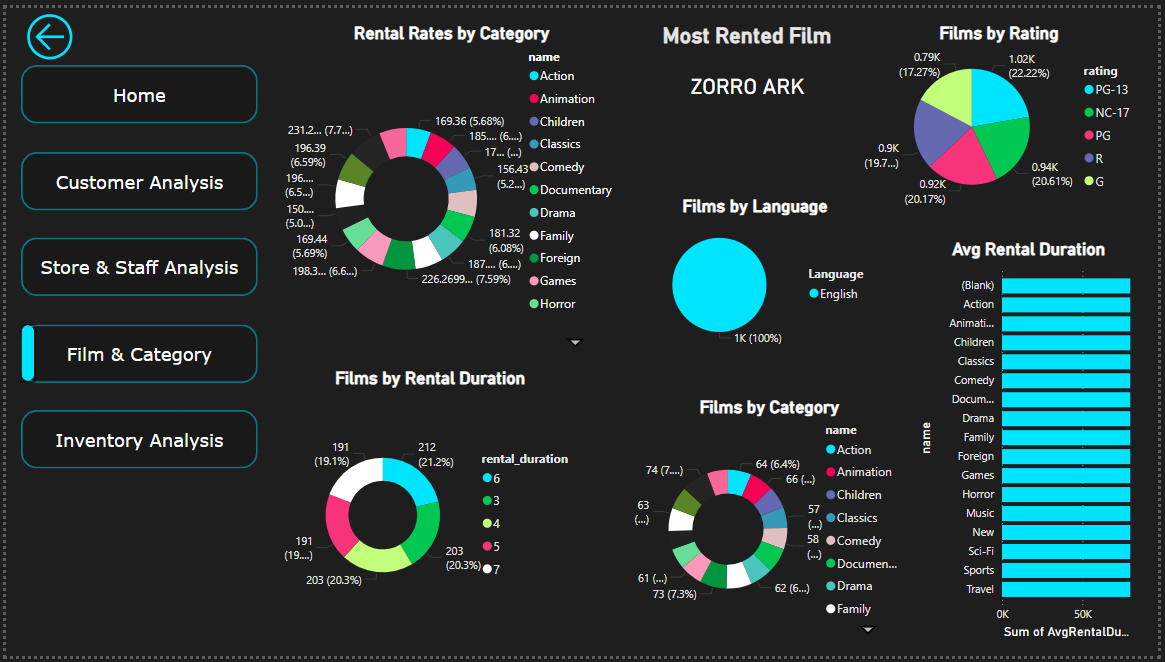 Home
Customer Analysis
Store & Staff Analysis
Film & Category
Inventory Analysis
Rental Rates by Category
name
Action
Animation
Children
Classics
Comedy
Documentary
Drama
Family
Foreign
Games
Horror
169.36 (5.68%)
185.... (6....)
17... (...)
156.43
(5.2...)
181.32
(6.08%)
187.... (6....)
226.2699... (7.59%)
198.3... (6.6...)
169.44
(5.69%)
150....
(5.0...)
196....
(6.5...)
196.39
(6.59%)
231.2... (7.7...)
Films by Rental Duration
rental_duration
6
3
4
5
7
212
(21.2%)
203
(20.3%)
203 (20.3%)
191
(19....)
191
(19.1%)
Most Rented Film
ZORRO ARK
Films by Language
Language
English
1K (100%)
Films by Category
name
Action
Animation
Children
Classics
Comedy
Documen...
Drama
Family
64 (6.4%)
66 (...)
57
(...)
58
(...)
62 (6...)
73 (7.3%)
61 (...)
63
(...)
74 (7....)
Films by Rating
rating
PG-13
NC-17
PG
R
G
1.02K
(22.22%)
0.94K
(20.61%)
0.92K
(20.17%)
0.9K
(19.7...)
0.79K
(17.27%)
Avg Rental Duration
name
(Blank)
Action
Animati...
Children
Classics
Comedy
Docum...
Drama
Family
Foreign
Games
Horror
Music
New
Sci-Fi
Sports
Travel
0K
50K
Sum of AvgRentalDu...